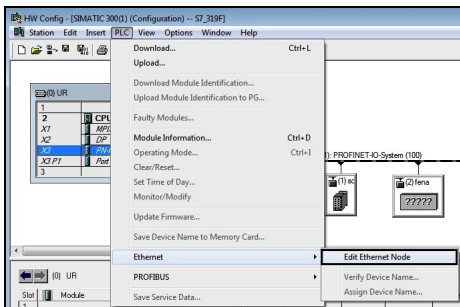 HW Config - [SIMATIC 300(1) (Configuration) -- S7_319F]
Station Edit Insert PLC View Options Window Help
Download... Ctrl+L
Upload...
Download Module Identification...
Upload Module Identification to PG...
Faulty Modules...
Module Information... Ctrl+D
Operating Mode... Ctrl+I
Clear/Reset...
Set Time of Day...
Monitor/Modify
Update Firmware...
Save Device Name to Memory Card...
Ethernet
PROFIBUS
Save Service Data...
Edit Ethernet Node
Verify Device Name...
Assign Device Name...
(0) UR
1
2 CPU
X1 MPI
X2 DP
X3 PN-I
X3 P1 Port
3
): PROFINET-IO-System (100)
(1) ac
(2) fena
?????
(0) UR
Slot Module
1